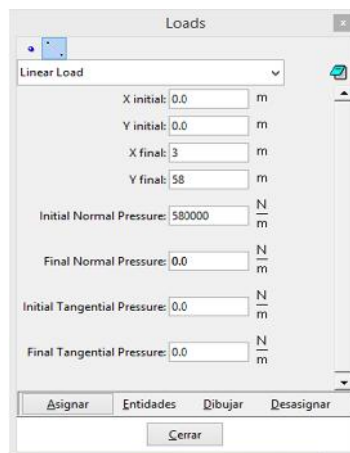 Loads
x
Linear Load
X initial: 0.0 m
Y initial: 0.0 m
X final: 3 m
Y final: 58 m
Initial Normal Pressure: 580000 N/m
Final Normal Pressure: 0.0 N/m
Initial Tangential Pressure: 0.0 N/m
Final Tangential Pressure: 0.0 N/m
Asignar Entidades Dibujar Desasignar
Cerrar